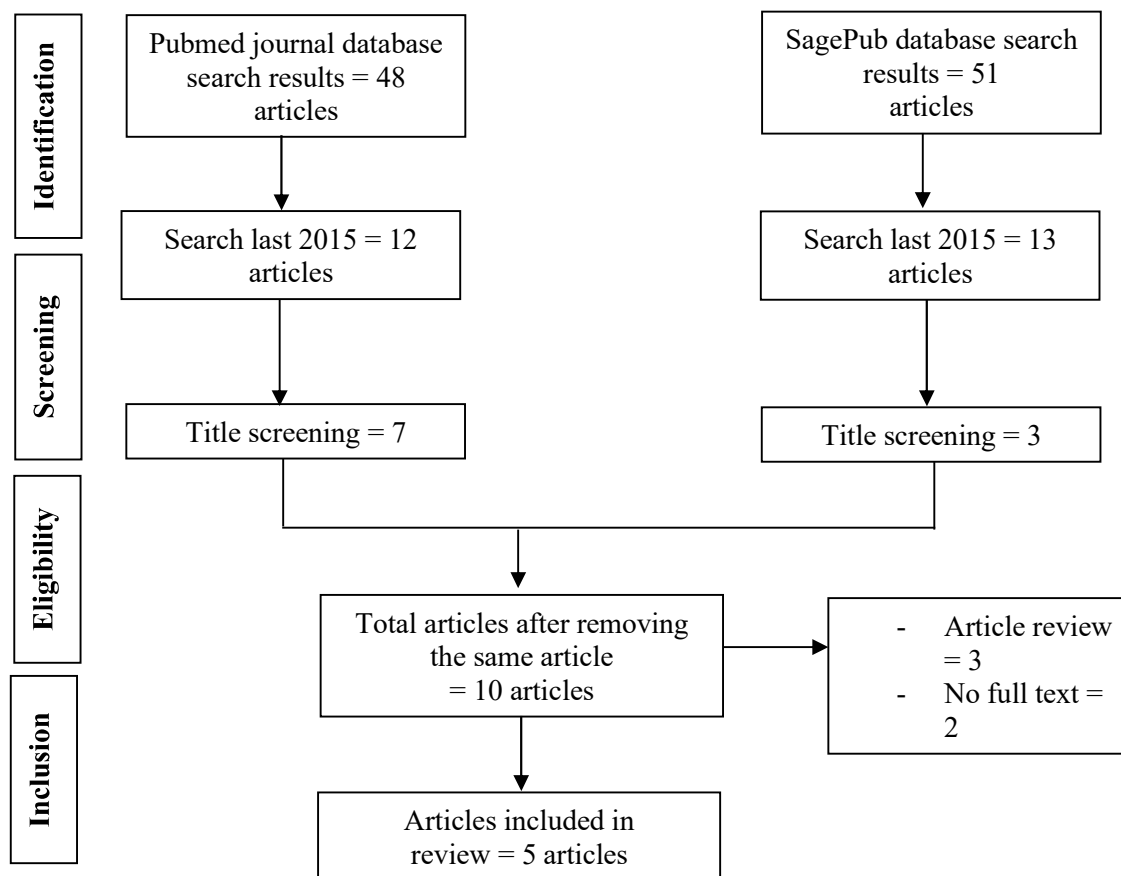 Identification
Pubmed journal database
search results = 48
articles
SagePub database search
results = 51
articles
Search last 2015 = 12
articles
Search last 2015 = 13
articles
Screening
Title screening = 7
Title screening = 3
Eligibility
Total articles after removing
the same article
= 10 articles
- Article review
= 3
- No full text =
2
Inclusion
Articles included in
review = 5 articles